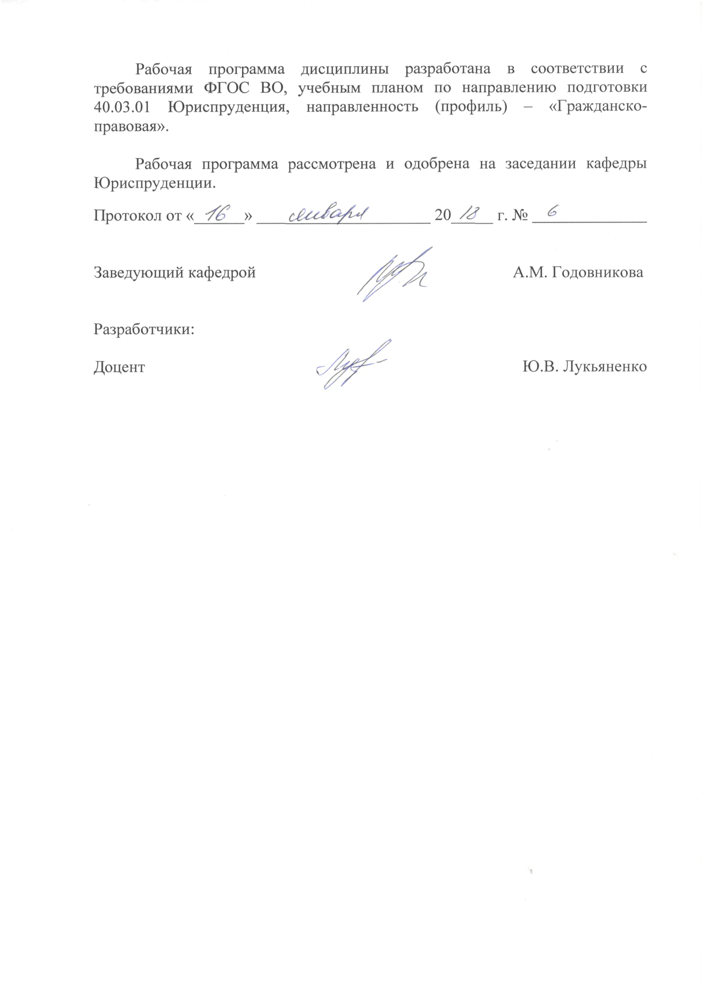 Рабочая программа дисциплины разработана в соответствии с
требованиями ФГОС ВО, учебным планом по направлению подготовки
40.03.01 Юриспруденция, направленность (профиль) – «Гражданско-
правовая».
Рабочая программа рассмотрена и одобрена на заседании кафедры
Юриспруденции.
Протокол от «16» января 2018 г. № 6
Заведующий кафедрой А.М. Годовникова
Разработчики:
Доцент Ю.В. Лукьяненко